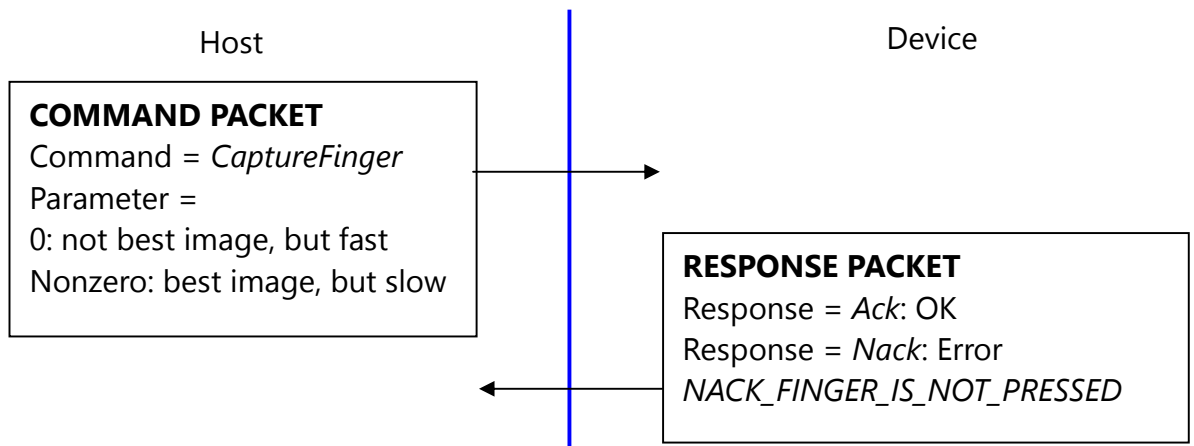 Host
Device
COMMAND PACKET
Command = CaptureFinger
Parameter =
0: not best image, but fast
Nonzero: best image, but slow
RESPONSE PACKET
Response = Ack: OK
Response = Nack: Error
NACK_FINGER_IS_NOT_PRESSED